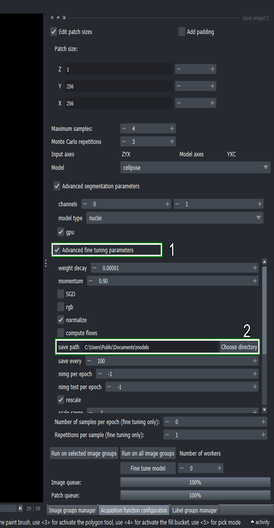 Dock widget 1
Edit patch sizes Add padding
Patch size:
Z 1
Y 256
X 256
Maximum samples: 4
Monte Carlo repetitions 3
Input axes ZYX Model axes YXC
Model cellpose
Advanced segmentation parameters
channels 0 1
model type nuclei
gpu
Advanced fine tuning parameters 1
weight decay 0.00001
momentum 0.90
SGD
rgb
normalize
compute flows 2
save path C:\Users\Public\Documents\models Choose directory
save every 100
nimg per epoch -1
nimg test per epoch -1
rescale
-1
Number of samples per epoch (fine tuning only): 0
Repetitions per sample (fine tuning only): 1
Run on selected image groups Run on all image groups Number of workers
Fine tune model 0
Image queue: 100%
Patch queue: 100%
Image groups manager Acquisition function configuration Label groups manager
29 29
the paint brush, use <3> for activate the polygon tool, use <4> for activate the fill bucket, use <5> for pick mode activity